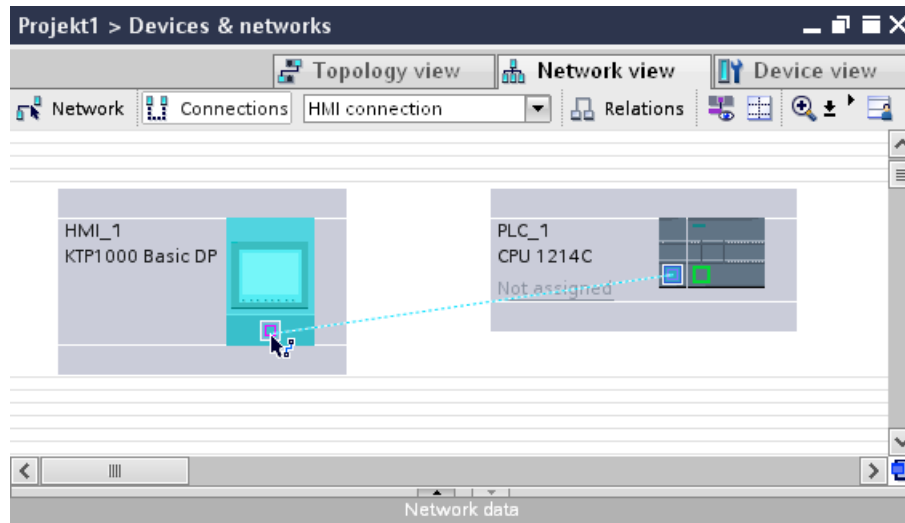 Projekt1 > Devices & networks
Topology view Network view Device view
Network Connections HMI connection Relations
HMI_1
KTP1000 Basic DP
PLC_1
CPU 1214C
Not assigned
Network data